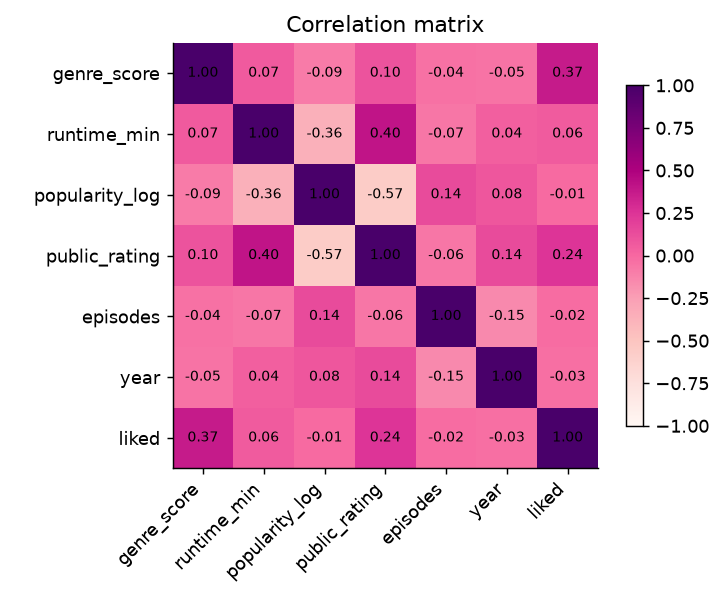 Correlation matrix
genre_score 1.00 0.07 -0.09 0.10 -0.04 -0.05 0.37
runtime_min 0.07 1.00 -0.36 0.40 -0.07 0.04 0.06
popularity_log -0.09 -0.36 1.00 -0.57 0.14 0.08 -0.01
public_rating 0.10 0.40 -0.57 1.00 -0.06 0.14 0.24
episodes -0.04 -0.07 0.14 -0.06 1.00 -0.15 -0.02
year -0.05 0.04 0.08 0.14 -0.15 1.00 -0.03
liked 0.37 0.06 -0.01 0.24 -0.02 -0.03 1.00
genre_score
runtime_min
popularity_log
public_rating
episodes
year
liked
1.00
0.75
0.50
0.25
0.00
−0.25
−0.50
−0.75
−1.00